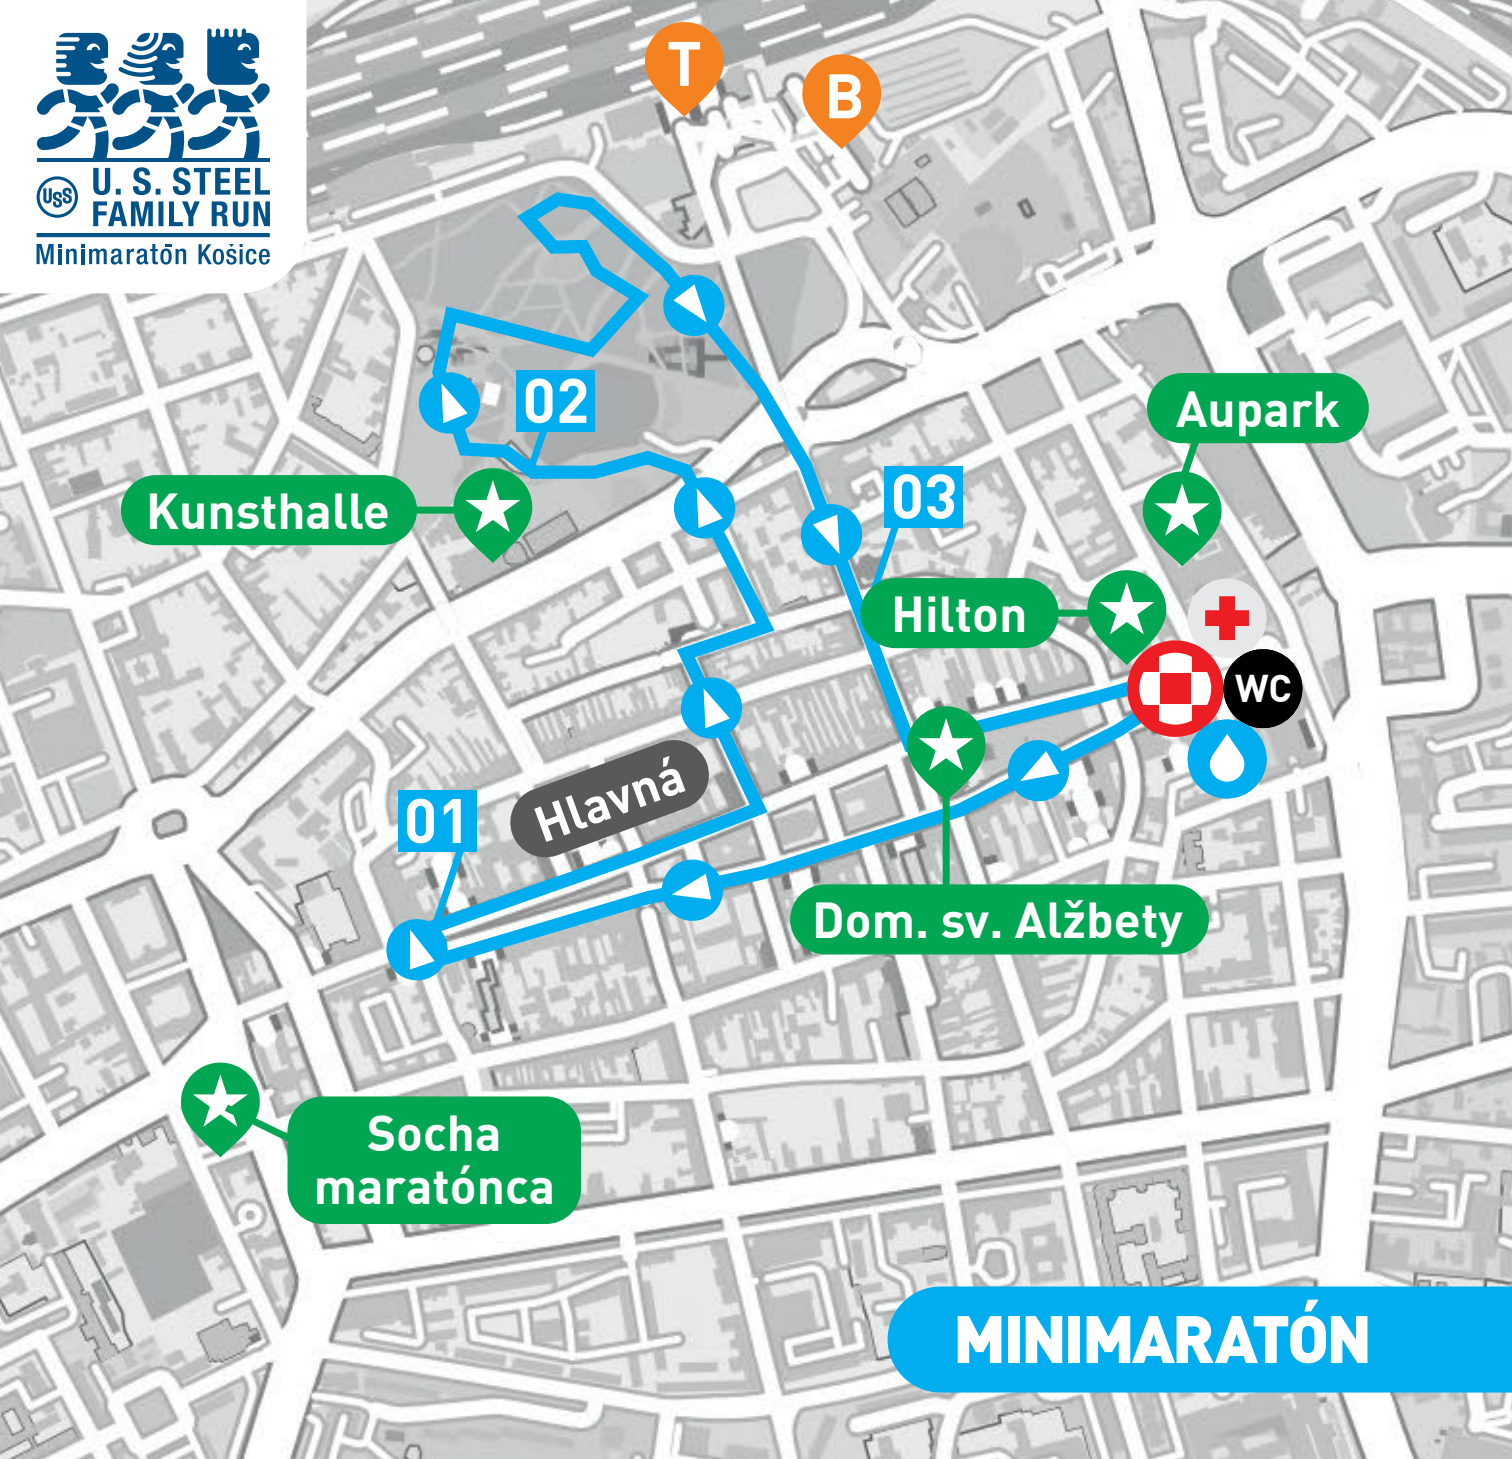 U. S. STEEL
USS
FAMILY RUN
Minimaratón Košice
T
B
02
Aupark
Kunsthalle
03
Hilton
WC
Hlavná
01
Dom. sv. Alžbety
Socha
maratónca
MINIMARATÓN